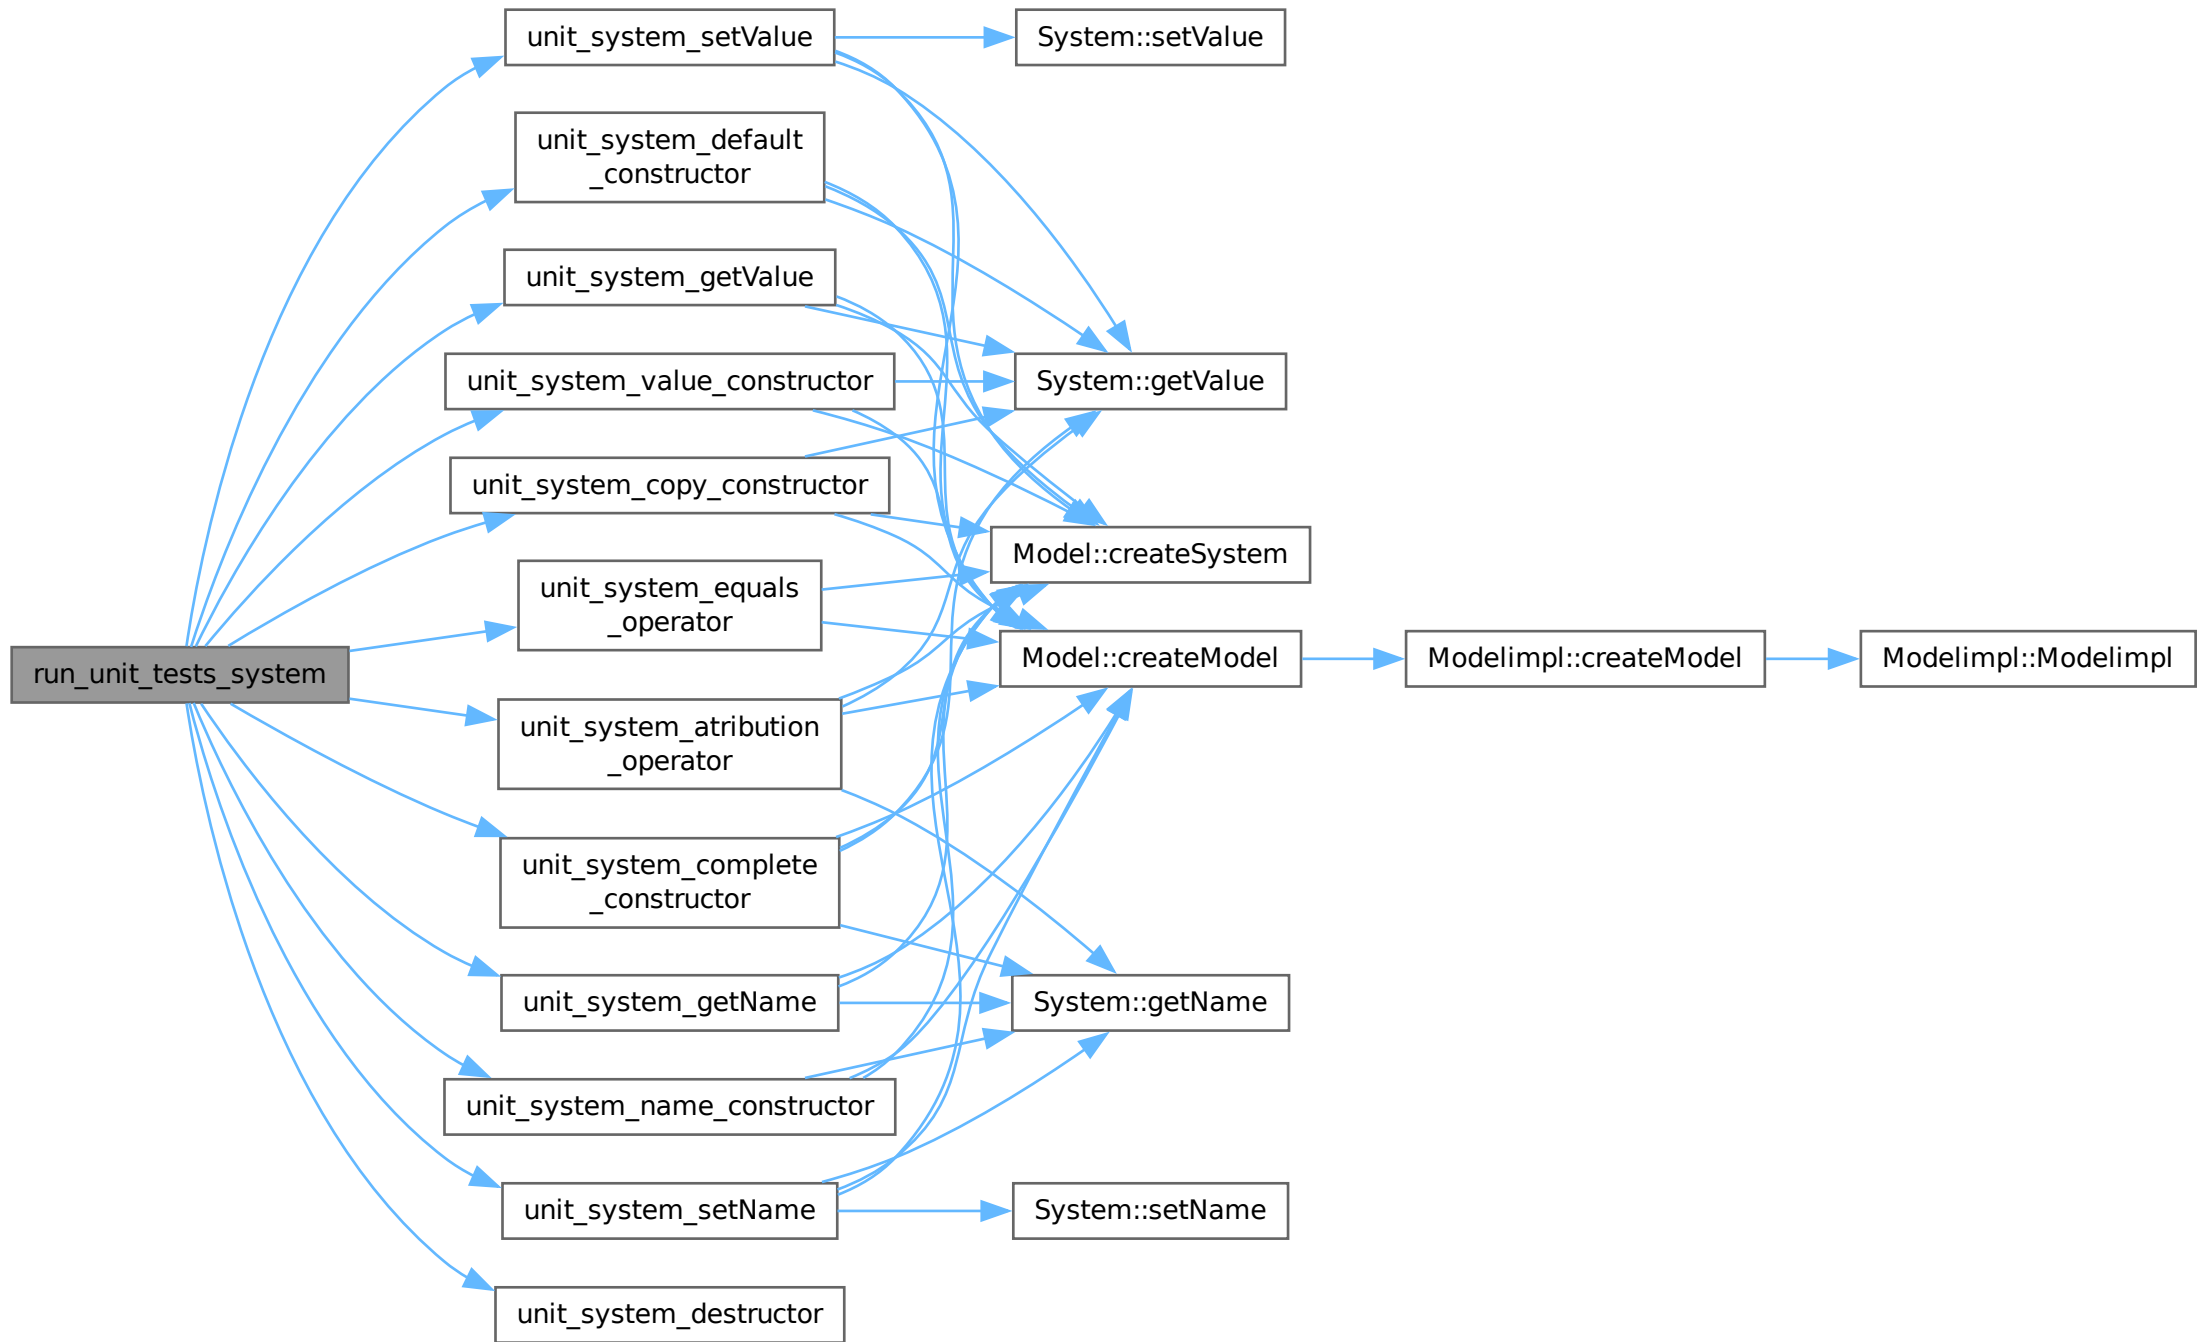 run_unit_tests_system
unit_system_setValue
unit_system_default
_constructor
unit_system_getValue
unit_system_value_constructor
unit_system_copy_constructor
unit_system_equals
_operator
unit_system_atribution
_operator
unit_system_complete
_constructor
unit_system_getName
unit_system_name_constructor
unit_system_setName
unit_system_destructor
System::setValue
System::getValue
Model::createSystem
Model::createModel
System::getName
System::setName
Modelimpl::createModel
Modelimpl::Modelimpl